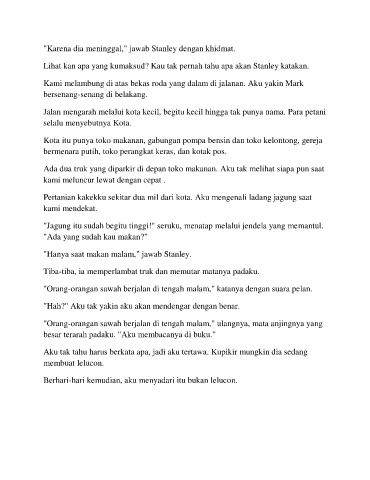 "Karena dia meninggal," jawab Stanley dengan khidmat.
Lihat kan apa yang kumaksud? Kau tak pernah tahu apa akan Stanley katakan.
Kami melambung di atas bekas roda yang dalam di jalanan. Aku yakin Mark
bersenang-senang di belakang.
Jalan mengarah melalui kota kecil, begitu kecil hingga tak punya nama. Para petani
selalu menyebutnya Kota.
Kota itu punya toko makanan, gabungan pompa bensin dan toko kelontong, gereja
bermenara putih, toko perangkat keras, dan kotak pos.
Ada dua truk yang diparkir di depan toko makanan. Aku tak melihat siapa pun saat
kami meluncur lewat dengan cepat .
Pertanian kakekku sekitar dua mil dari kota. Aku mengenali ladang jagung saat
kami mendekat.
"Jagung itu sudah begitu tinggi!" seruku, menatap melalui jendela yang memantul.
"Ada yang sudah kau makan?"
"Hanya saat makan malam," jawab Stanley.
Tiba-tiba, ia memperlambat truk dan memutar matanya padaku.
"Orang-orangan sawah berjalan di tengah malam," katanya dengan suara pelan.
"Hah?" Aku tak yakin aku akan mendengar dengan benar.
"Orang-orangan sawah berjalan di tengah malam," ulangnya, mata anjingnya yang
besar terarah padaku. "Aku membacanya di buku."
Aku tak tahu harus berkata apa, jadi aku tertawa. Kupikir mungkin dia sedang
membuat lelucon.
Berhari-hari kemudian, aku menyadari itu bukan lelucon.